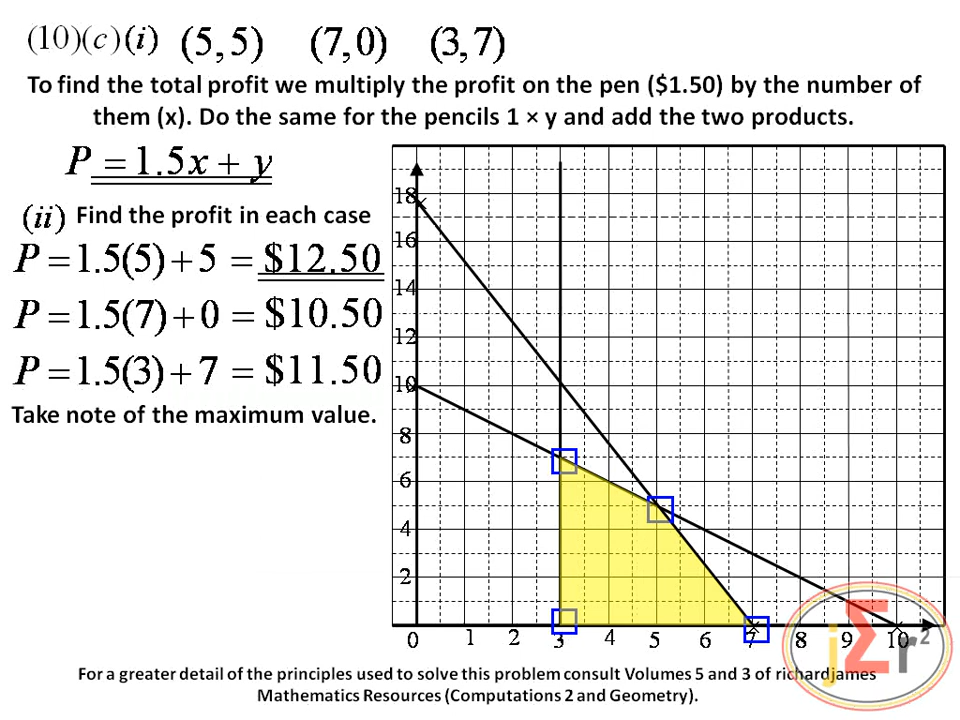 (10)(c)(i) (5,5) (7,0) (3,7)
To find the total profit we multiply the profit on the pen ($1.50) by the number of
them (x). Do the same for the pencils 1 × y and add the two products.
P = 1.5x + y
(ii) Find the profit in each case
P = 1.5(5) + 5 = $12.50
P = 1.5(7) + 0 = $10.50
P = 1.5(3) + 7 = $11.50
Take note of the maximum value.
18
16
14
12
10
8
6
4
2
0 1 2 3 4 5 6 7 8 9 10
jΣr²
For a greater detail of the principles used to solve this problem consult Volumes 5 and 3 of richardjames
Mathematics Resources (Computations 2 and Geometry).